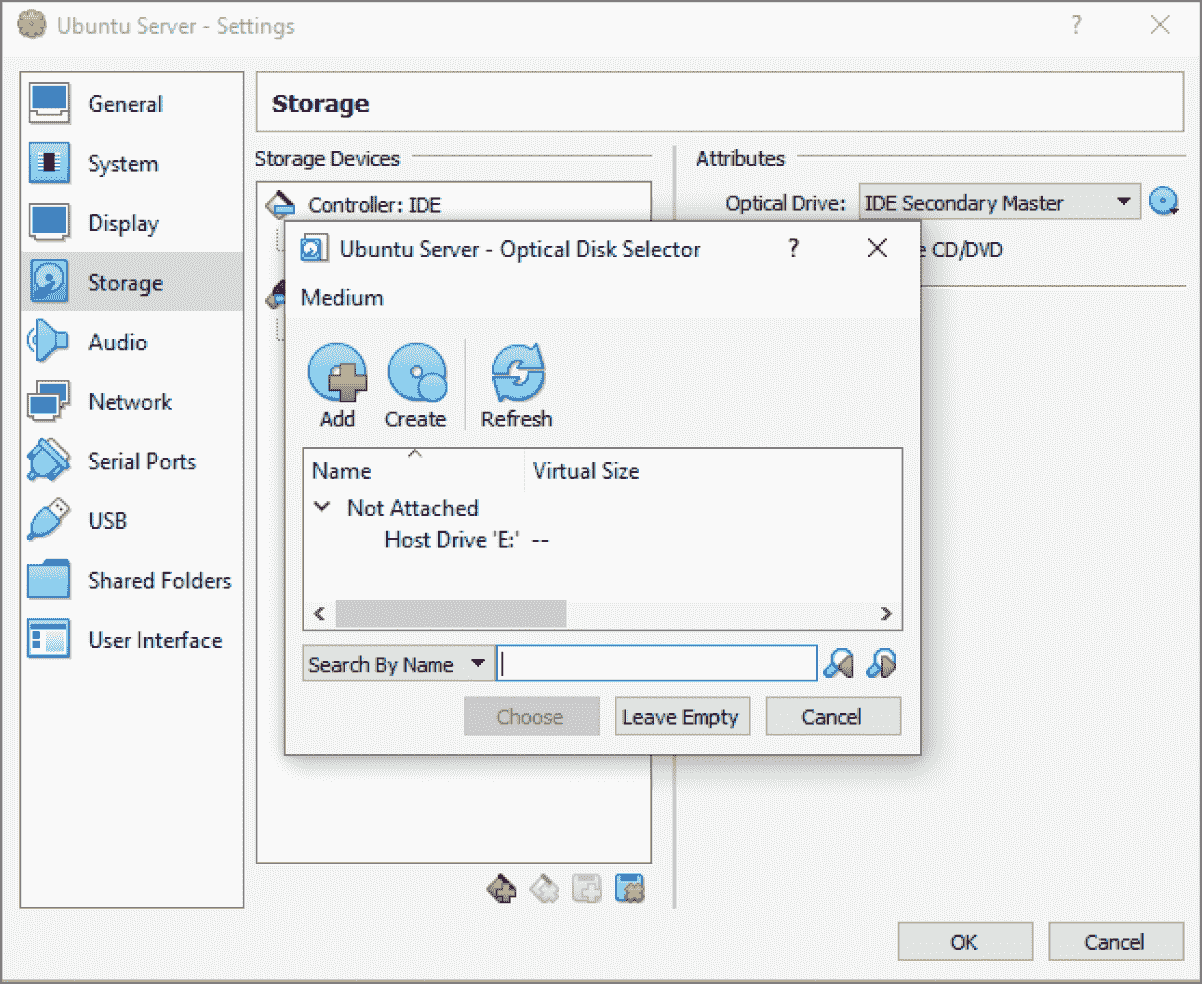 Ubuntu Server - Settings
?
General
System
Display
Storage
Audio
Network
Serial Ports
USB
Shared Folders
User Interface
Storage
Storage Devices
Controller: IDE
Attributes
Optical Drive: IDE Secondary Master
CD/DVD
Ubuntu Server - Optical Disk Selector
?
Medium
Add Create Refresh
Name Virtual Size
Not Attached
Host Drive 'E:' --
Search By Name
Choose Leave Empty Cancel
OK Cancel